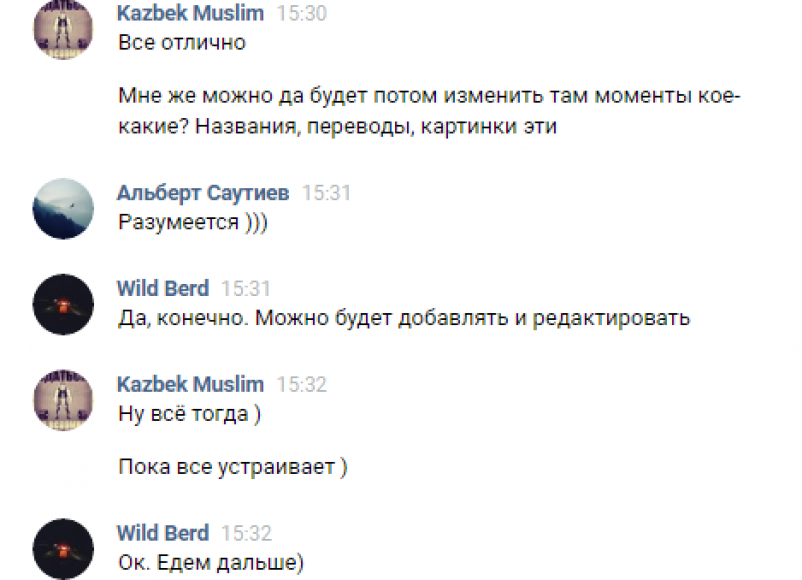 Kazbek Muslim 15:30
Все отлично
Мне же можно да будет потом изменить там моменты кое-
какие? Названия, переводы, картинки эти
Альберт Саутиев 15:31
Разумеется )))
Wild Berd 15:31
Да, конечно. Можно будет добавлять и редактировать
Kazbek Muslim 15:32
Ну всё тогда )
Пока все устраивает )
Wild Berd 15:32
Ок. Едем дальше)